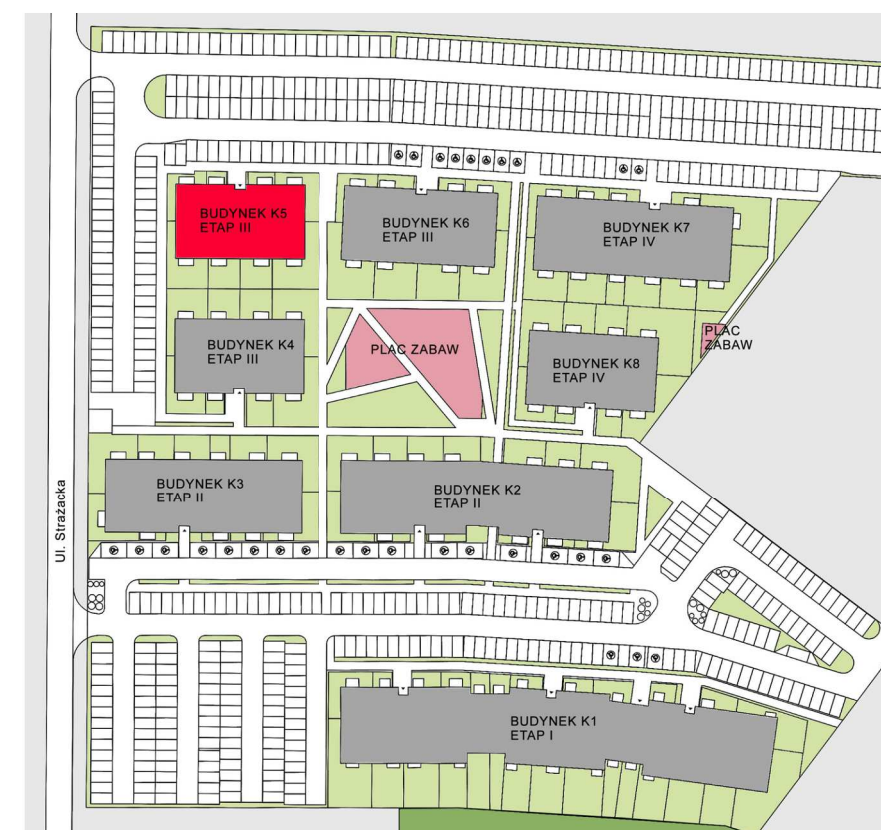 BUDYNEK K5
ETAP III
BUDYNEK K6
ETAP III
BUDYNEK K7
ETAP IV
BUDYNEK K4
ETAP III
PLAC ZABAW
BUDYNEK K8
ETAP IV
PLAC
ZABAW
BUDYNEK K3
ETAP II
BUDYNEK K2
ETAP II
Ul. Strażacka
BUDYNEK K1
ETAP I